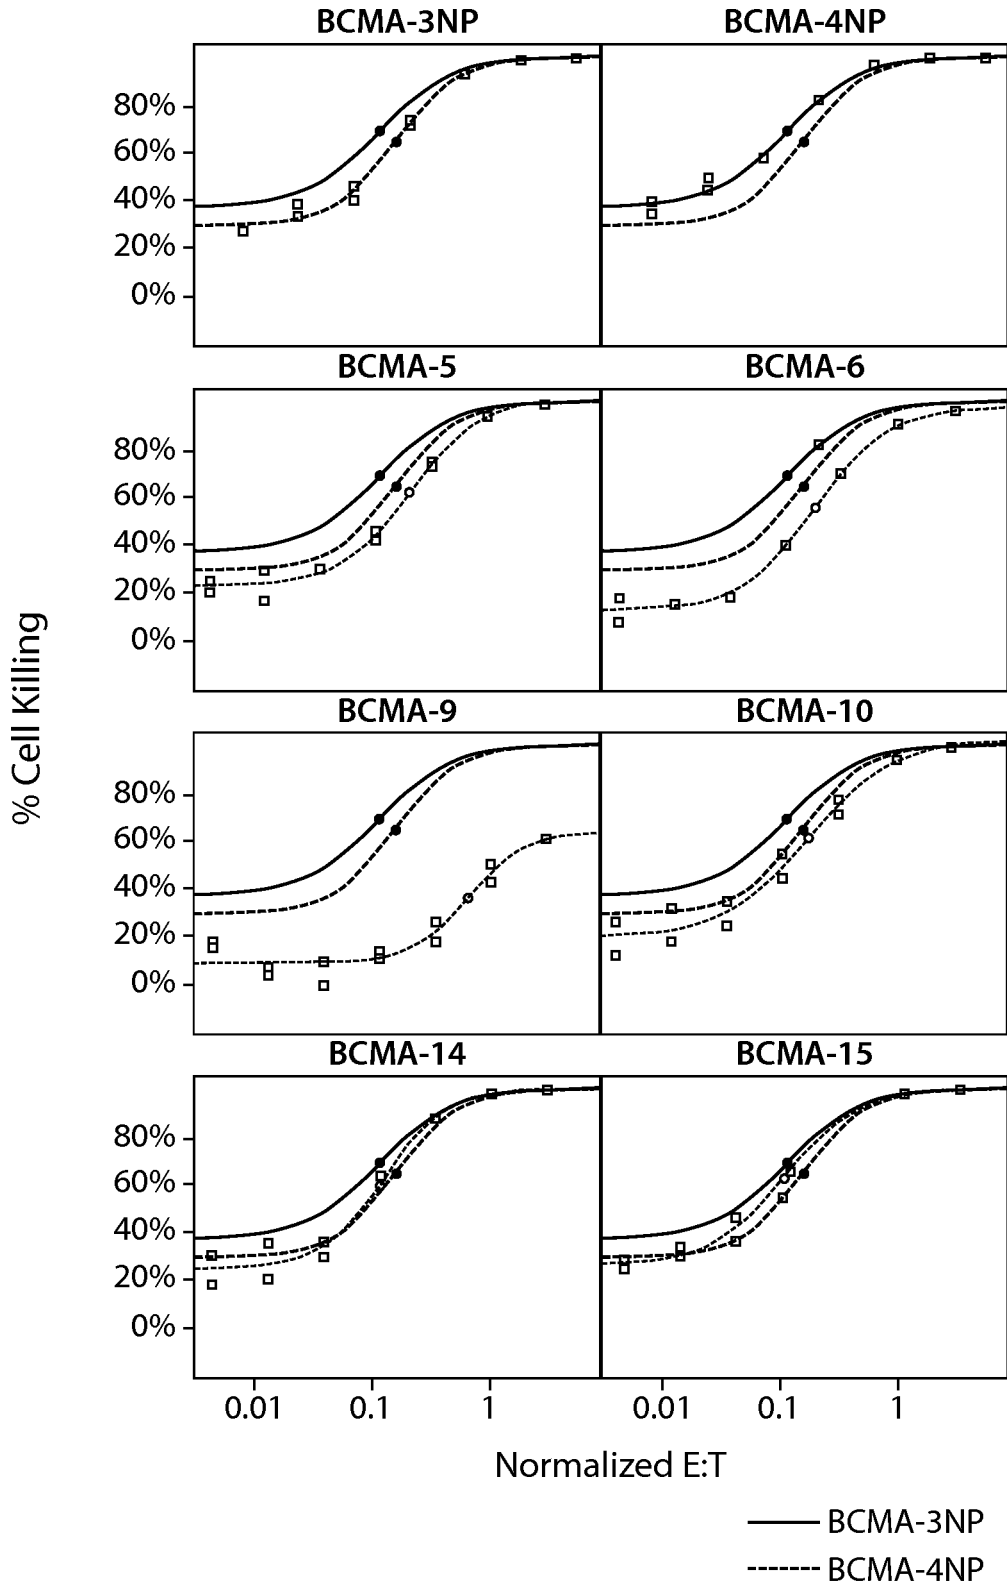 BCMA-3NP BCMA-4NP
80%
60%
40%
20%
0%
BCMA-5 BCMA-6
80%
60%
40%
20%
0%
% Cell Killing
BCMA-9 BCMA-10
80%
60%
40%
20%
0%
BCMA-14 BCMA-15
80%
60%
40%
20%
0%
0.01 0.1 1 0.01 0.1 1
Normalized E:T
BCMA-3NP
BCMA-4NP